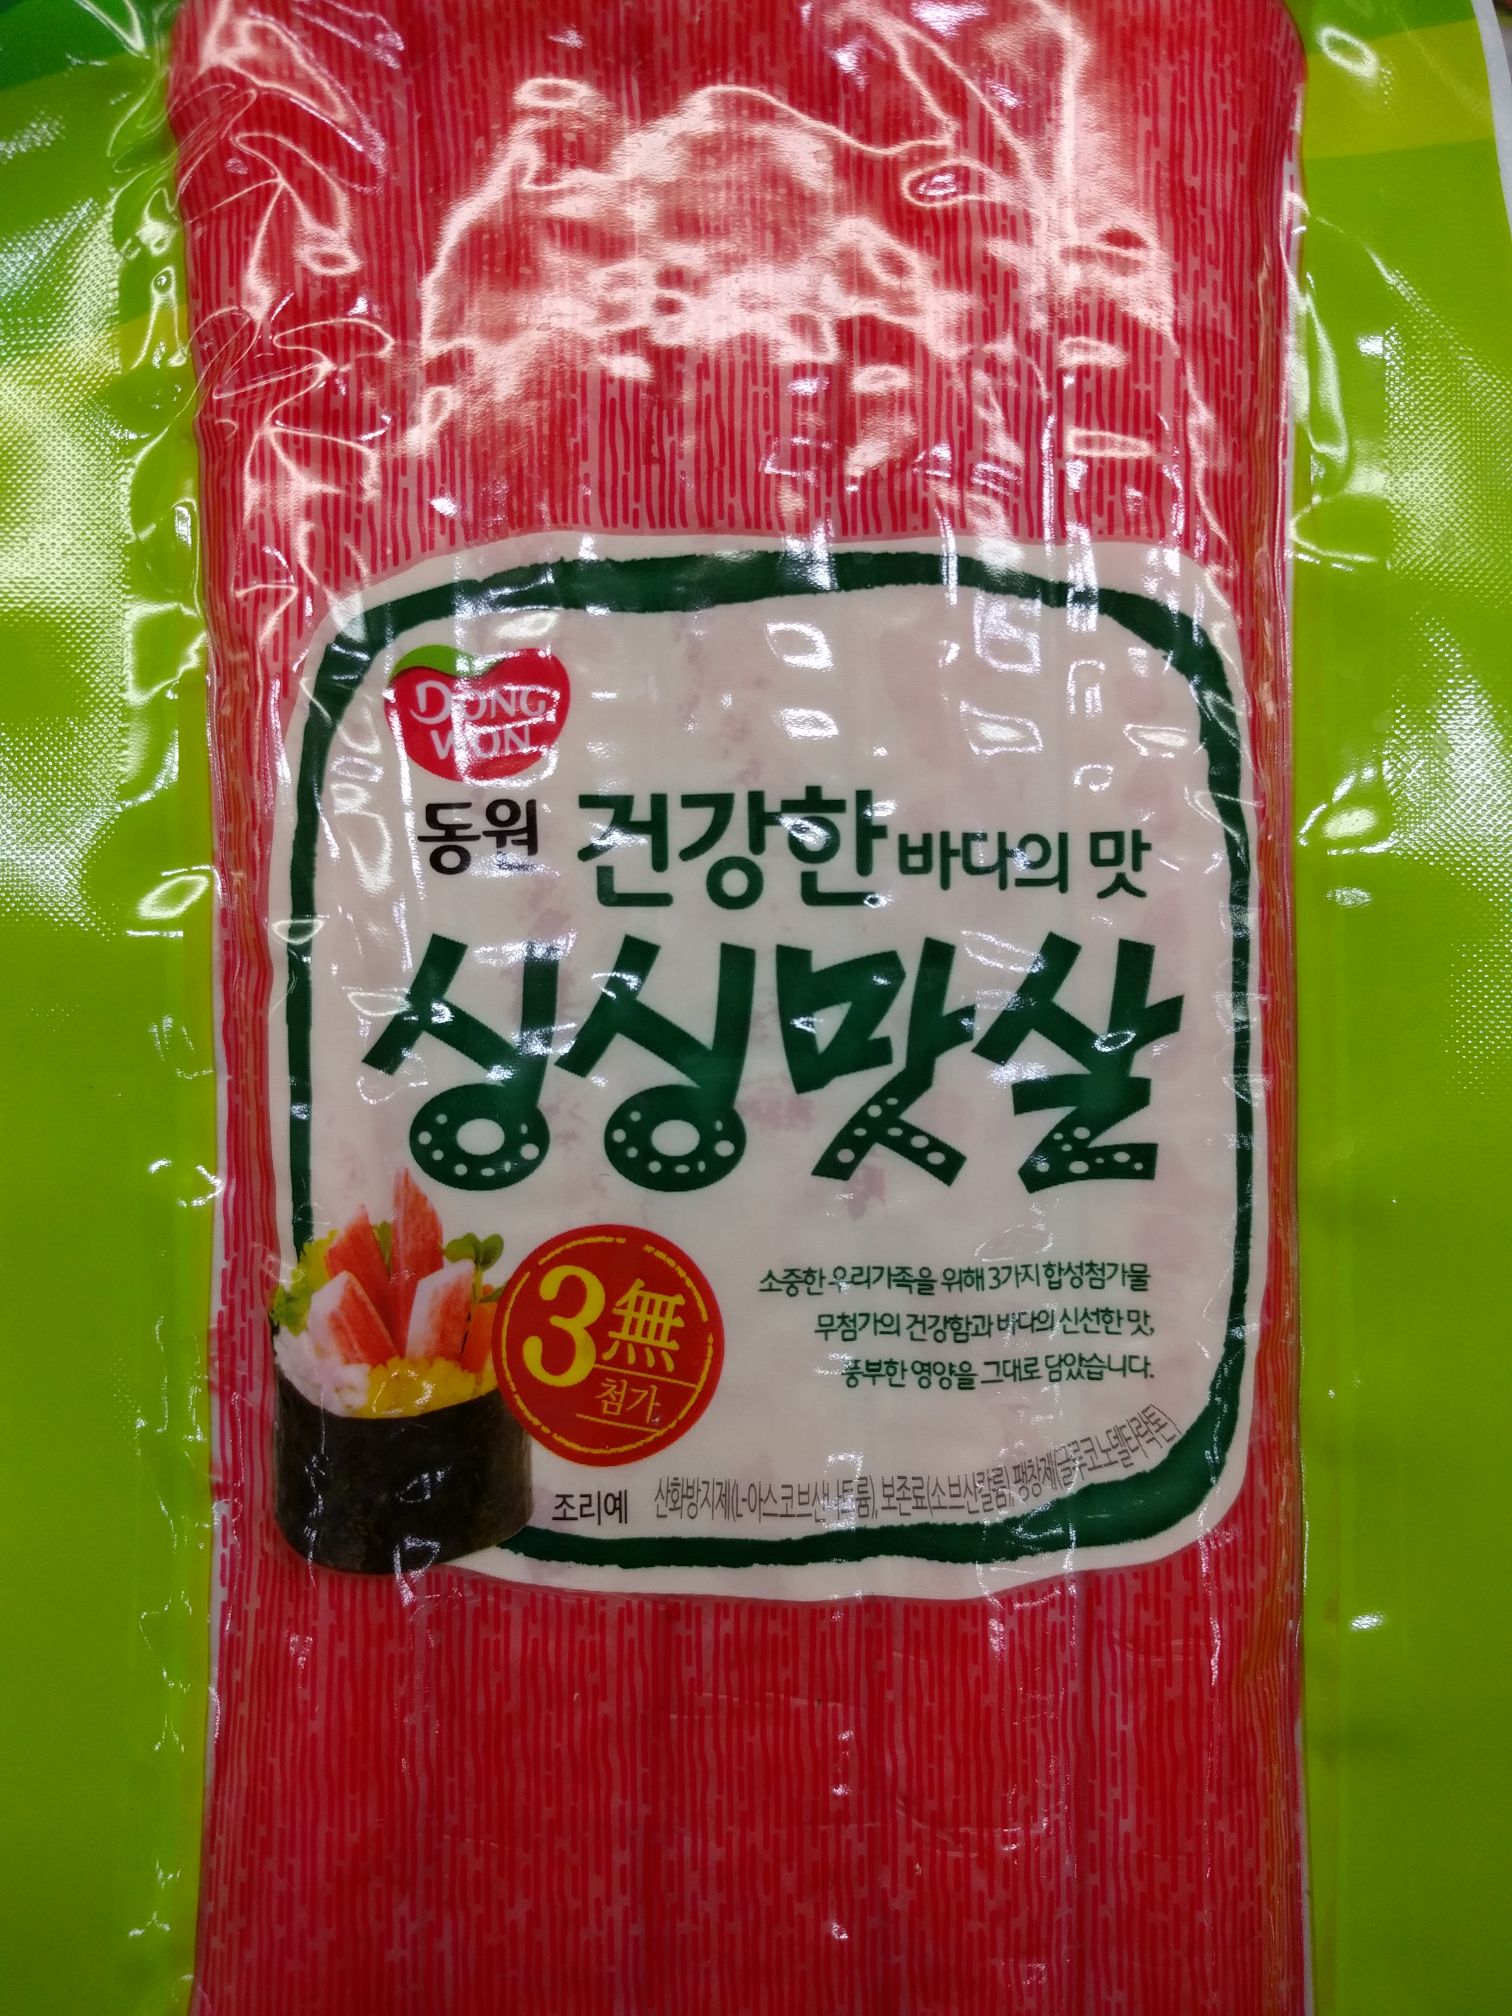 DONG
WON
동원 건강한 바다의 맛
싱싱맛살
3無
첨가
소중한 우리가족을 위해 3가지 합성첨가물
무첨가의 건강함과 바다의 신선한 맛,
풍부한 영양을 그대로 담았습니다.
조리예 산화방지제(L-아스코브산나트륨), 보존료(소브산칼륨), 팽창제(글루코노델타락톤)